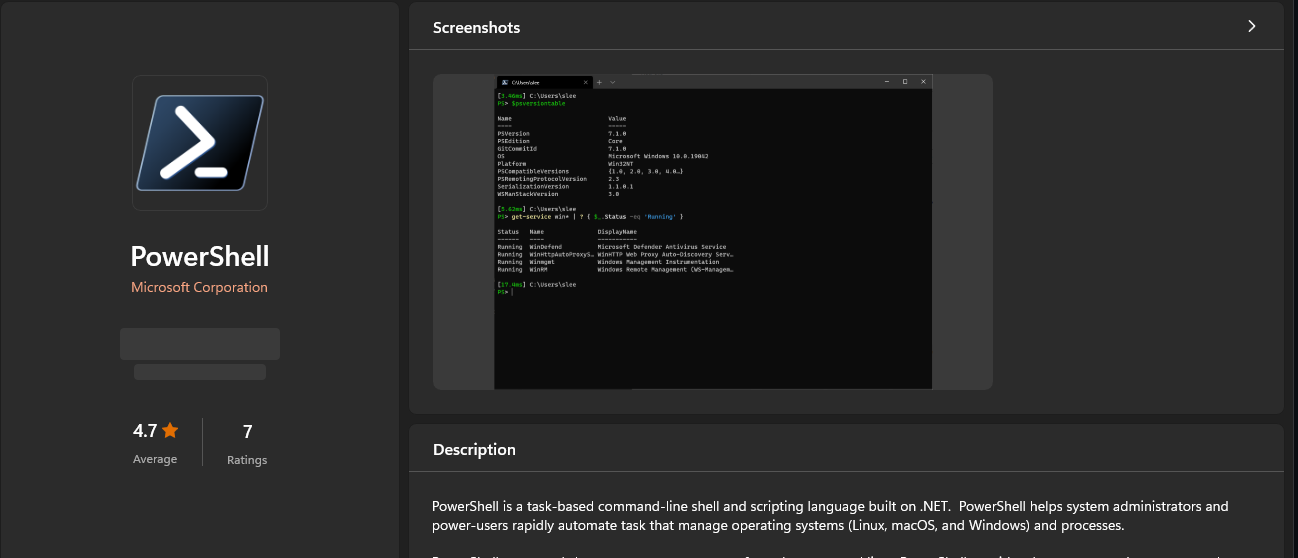 PowerShell
Microsoft Corporation
4.7
Average
7
Ratings
Screenshots
C:\Users\slee
[3.46ms] C:\Users\slee
PS> $psversiontable
Name Value
---- -----
PSVersion 7.1.0
PSEdition Core
GitCommitId 7.1.0
OS Microsoft Windows 10.0.19042
Platform Win32NT
PSCompatibleVersions {1.0, 2.0, 3.0, 4.0…}
PSRemotingProtocolVersion 2.3
SerializationVersion 1.1.0.1
WSManStackVersion 3.0
[5.62ms] C:\Users\slee
PS> get-service win* | ? { $_.Status -eq 'Running' }
Status Name DisplayName
------ ---- -----------
Running WinDefend Microsoft Defender Antivirus Service
Running WinHttpAutoProxyS… WinHTTP Web Proxy Auto-Discovery Serv…
Running Winmgmt Windows Management Instrumentation
Running WinRM Windows Remote Management (WS-Managem…
[17.4ms] C:\Users\slee
PS>
Description
PowerShell is a task-based command-line shell and scripting language built on .NET. PowerShell helps system administrators and
power-users rapidly automate task that manage operating systems (Linux, macOS, and Windows) and processes.